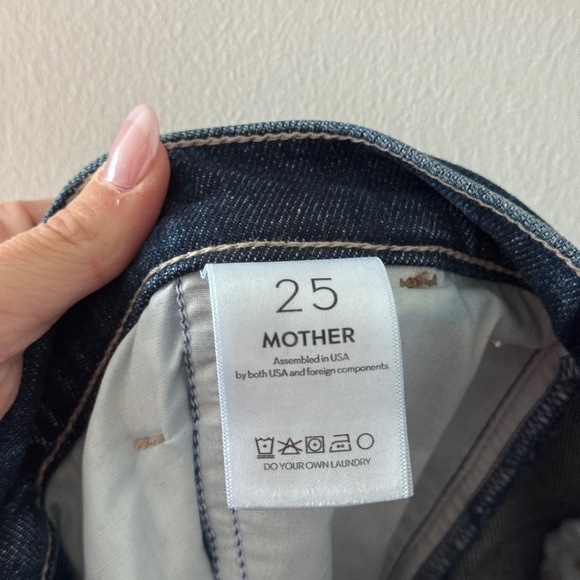 25
MOTHER
Assembled in USA
by both USA and foreign components
DO YOUR OWN LAUNDRY